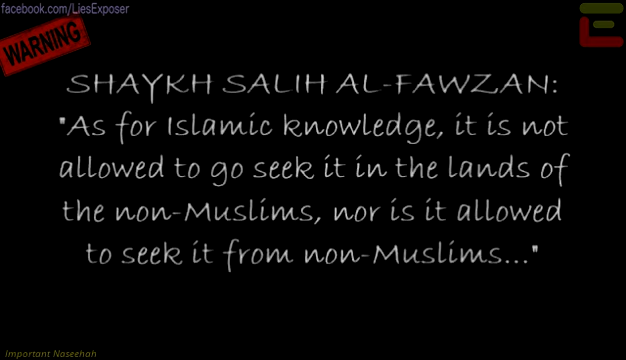 facebook.com/LiesExposer
WARNING
SHAYKH SALIH AL-FAWZAN:
"As for Islamic knowledge, it is not
allowed to go seek it in the lands of
the non-Muslims, nor is it allowed
to seek it from non-Muslims..."
Important Naseehah